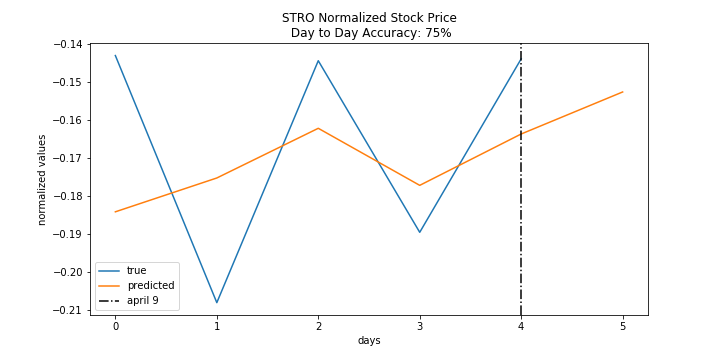 STRO Normalized Stock Price
Day to Day Accuracy: 75%
normalized values
−0.14
−0.15
−0.16
−0.17
−0.18
−0.19
−0.20
−0.21
true
predicted
april 9
0 1 2 3 4 5
days